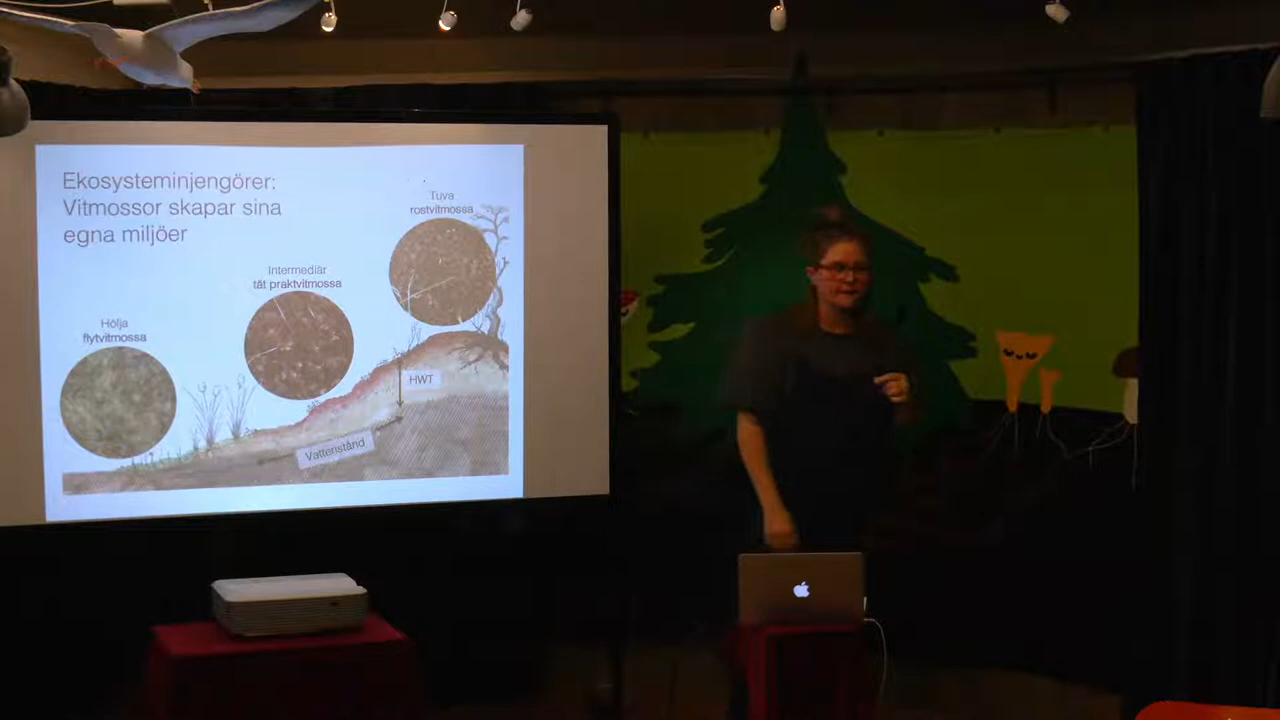 Ekosysteminjengörer:
Vitmossor skapar sina
egna miljöer
Tuva
rostvitmossa
Intermediär
tät praktvitmossa
Hölja
flytvitmossa
HWT
Vattenstånd